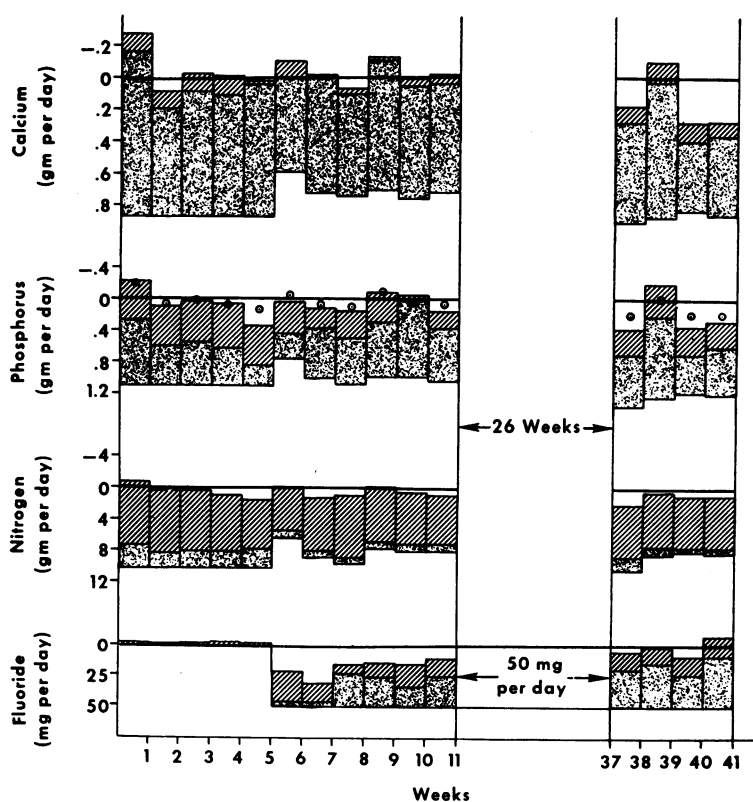 Calcium
(gm per day)
−.2
0
.2
.4
.6
.8
Phosphorus
(gm per day)
−.4
0
.4
.8
1.2
Nitrogen
(gm per day)
−4
0
4
8
12
Fluoride
(mg per day)
0
25
50
26 Weeks
50 mg
per day
1 2 3 4 5 6 7 8 9 10 11 37 38 39 40 41
Weeks